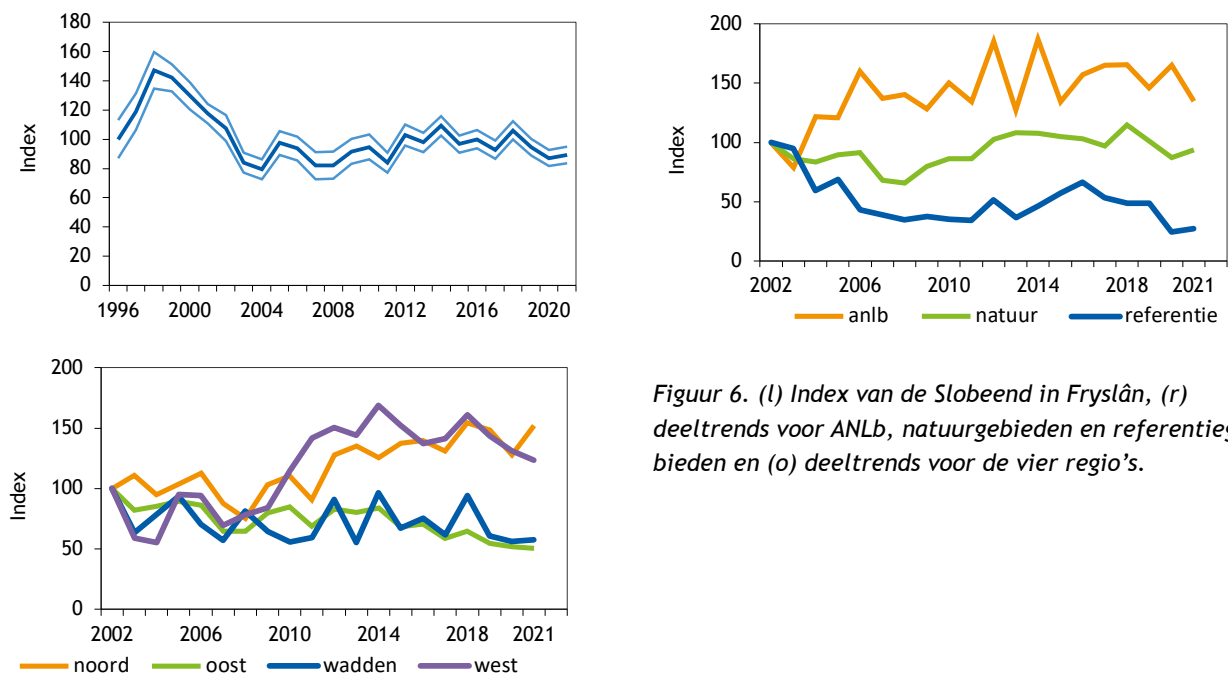 180
160
140
120
100
80
60
40
20
0
Index
1996 2000 2004 2008 2012 2016 2020
200
150
100
50
0
Index
2002 2006 2010 2014 2018 2021
anlb natuur referentie
200
150
100
50
0
Index
2002 2006 2010 2014 2018 2021
noord oost wadden west
Figuur 6. (l) Index van de Slobeend in Fryslân, (r)
deeltrends voor ANLb, natuurgebieden en referentieg
bieden en (o) deeltrends voor de vier regio's.